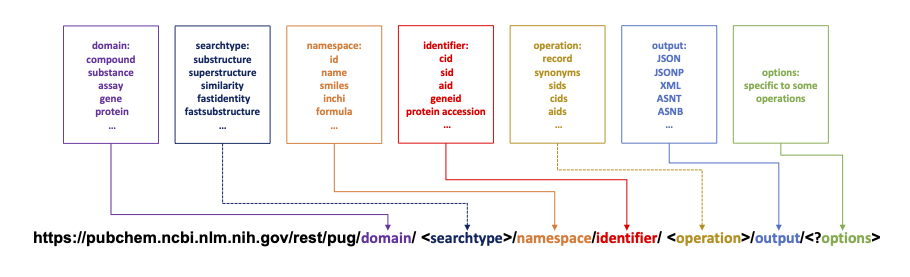 domain:
compound
substance
assay
gene
protein
...
searchtype:
substructure
superstructure
similarity
fastidentity
fastsubstructure
...
namespace:
id
name
smiles
inchi
formula
...
identifier:
cid
sid
aid
geneid
protein accession
...
operation:
record
synonyms
sids
cids
aids
...
output:
JSON
JSONP
XML
ASNT
ASNB
...
options:
specific to some
operations
https://pubchem.ncbi.nlm.nih.gov/rest/pug/domain/ <searchtype>/namespace/identifier/ <operation>/output/<?options>